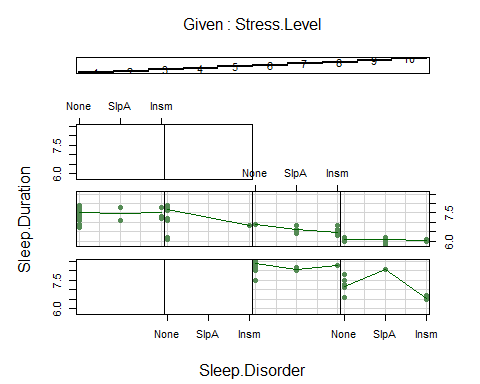 Given : Stress.Level
1 2 3 4 5 6 7 8 9 10
None SlpA Insm
7.5
6.0
None SlpA Insm
Sleep.Duration
7.5
6.0
7.5
6.0
None SlpA Insm None SlpA Insm
Sleep.Disorder